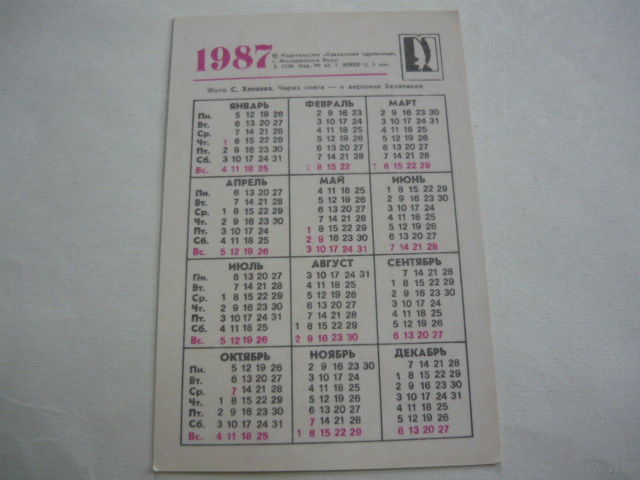 1987
© Издательство «Кавказская здравница»,
г. Минеральные Воды
Фото С. Хапаева. Через снега — к вершине Белалакая.
ЯНВАРЬ ФЕВРАЛЬ МАРТ
Пн. 5 12 19 26 2 9 16 23 2 9 16 23 30
Вт. 6 13 20 27 3 10 17 24 3 10 17 24 31
Ср. 7 14 21 28 4 11 18 25 4 11 18 25
Чт. 1 8 15 22 29 5 12 19 26 5 12 19 26
Пт. 2 9 16 23 30 6 13 20 27 6 13 20 27
Сб. 3 10 17 24 31 7 14 21 28 7 14 21 28
Вс. 4 11 18 25 1 8 15 22 1 8 15 22 29
АПРЕЛЬ МАЙ ИЮНЬ
Пн. 6 13 20 27 4 11 18 25 1 8 15 22 29
Вт. 7 14 21 28 5 12 19 26 2 9 16 23 30
Ср. 1 8 15 22 29 6 13 20 27 3 10 17 24
Чт. 2 9 16 23 30 7 14 21 28 4 11 18 25
Пт. 3 10 17 24 1 8 15 22 29 5 12 19 26
Сб. 4 11 18 25 2 9 16 23 30 6 13 20 27
Вс. 5 12 19 26 3 10 17 24 31 7 14 21 28
ИЮЛЬ АВГУСТ СЕНТЯБРЬ
Пн. 6 13 20 27 3 10 17 24 31 7 14 21 28
Вт. 7 14 21 28 4 11 18 25 1 8 15 22 29
Ср. 1 8 15 22 29 5 12 19 26 2 9 16 23 30
Чт. 2 9 16 23 30 6 13 20 27 3 10 17 24
Пт. 3 10 17 24 31 7 14 21 28 4 11 18 25
Сб. 4 11 18 25 1 8 15 22 29 5 12 19 26
Вс. 5 12 19 26 2 9 16 23 30 6 13 20 27
ОКТЯБРЬ НОЯБРЬ ДЕКАБРЬ
Пн. 5 12 19 26 2 9 16 23 30 7 14 21 28
Вт. 6 13 20 27 3 10 17 24 1 8 15 22 29
Ср. 7 14 21 28 4 11 18 25 2 9 16 23 30
Чт. 1 8 15 22 29 5 12 19 26 3 10 17 24 31
Пт. 2 9 16 23 30 6 13 20 27 4 11 18 25
Сб. 3 10 17 24 31 7 14 21 28 5 12 19 26
Вс. 4 11 18 25 1 8 15 22 29 6 13 20 27